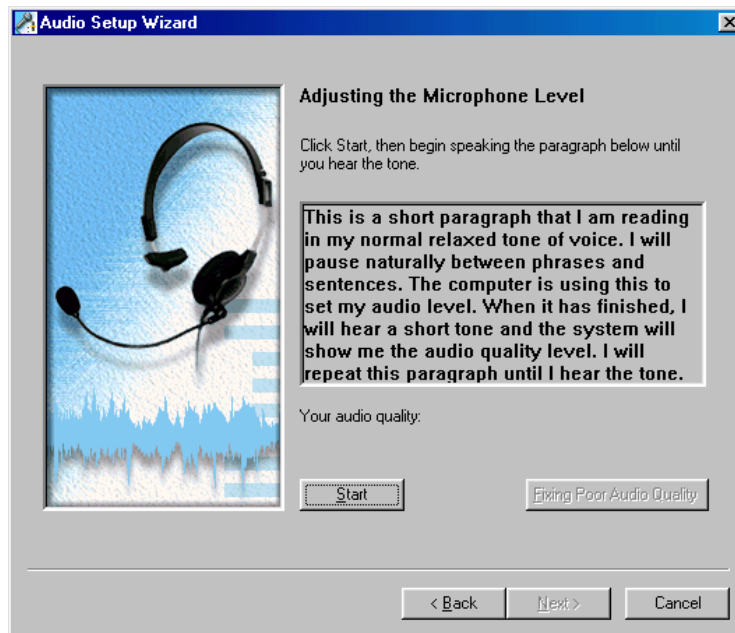 Audio Setup Wizard
Adjusting the Microphone Level
Click Start, then begin speaking the paragraph below until
you hear the tone.
This is a short paragraph that I am reading
in my normal relaxed tone of voice. I will
pause naturally between phrases and
sentences. The computer is using this to
set my audio level. When it has finished, I
will hear a short tone and the system will
show me the audio quality level. I will
repeat this paragraph until I hear the tone.
Your audio quality:
Start
Fixing Poor Audio Quality
< Back
Next >
Cancel